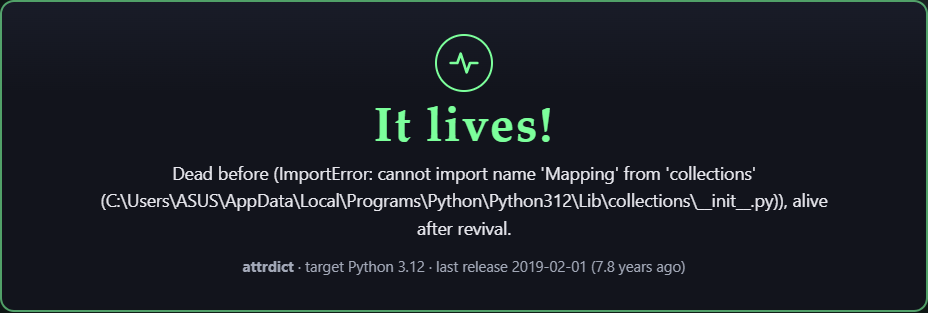 It lives!
Dead before (ImportError: cannot import name 'Mapping' from 'collections'
(C:\Users\ASUS\AppData\Local\Programs\Python\Python312\Lib\collections\__init__.py)), alive
after revival.
attrdict · target Python 3.12 · last release 2019-02-01 (7.8 years ago)